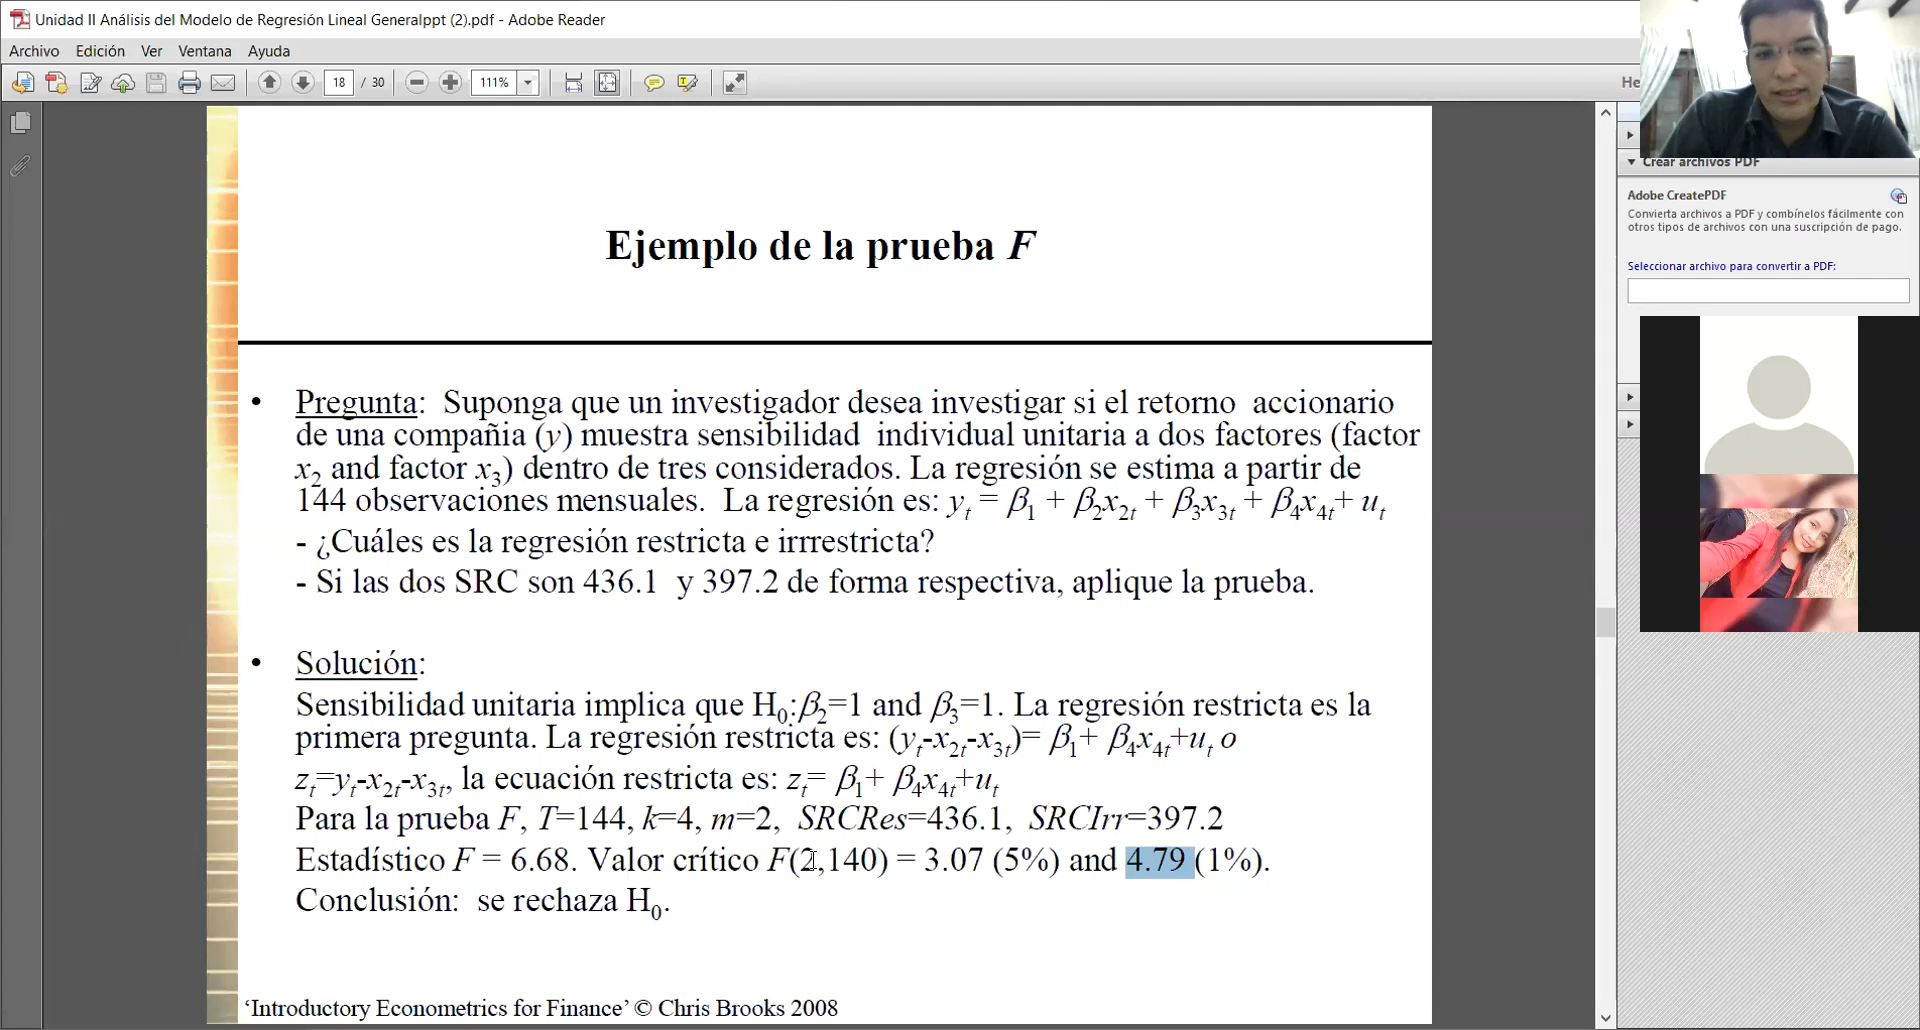 Unidad II Análisis del Modelo de Regresión Lineal Generalppt (2).pdf - Adobe Reader
Archivo Edición Ver Ventana Ayuda
18 / 30 111%
He
Crear archivos PDF
Adobe CreatePDF
Convierta archivos a PDF y combínelos fácilmente con
otros tipos de archivos con una suscripción de pago.
Seleccionar archivo para convertir a PDF:
Ejemplo de la prueba F
• Pregunta: Suponga que un investigador desea investigar si el retorno accionario
de una compañia (y) muestra sensibilidad individual unitaria a dos factores (factor
x2 and factor x3) dentro de tres considerados. La regresión se estima a partir de
144 observaciones mensuales. La regresión es: yt = β1 + β2x2t + β3x3t + β4x4t+ ut
- ¿Cuáles es la regresión restricta e irrrestricta?
- Si las dos SRC son 436.1 y 397.2 de forma respectiva, aplique la prueba.
• Solución:
Sensibilidad unitaria implica que H0:β2=1 and β3=1. La regresión restricta es la
primera pregunta. La regresión restricta es: (yt-x2t-x3t)= β1+ β4x4t+ut o
zt=yt-x2t-x3t, la ecuación restricta es: zt= β1+ β4x4t+ut
Para la prueba F, T=144, k=4, m=2, SRCRes=436.1, SRCIrr=397.2
Estadístico F = 6.68. Valor crítico F(2,140) = 3.07 (5%) and 4.79 (1%).
Conclusión: se rechaza H0.
‘Introductory Econometrics for Finance’ © Chris Brooks 2008